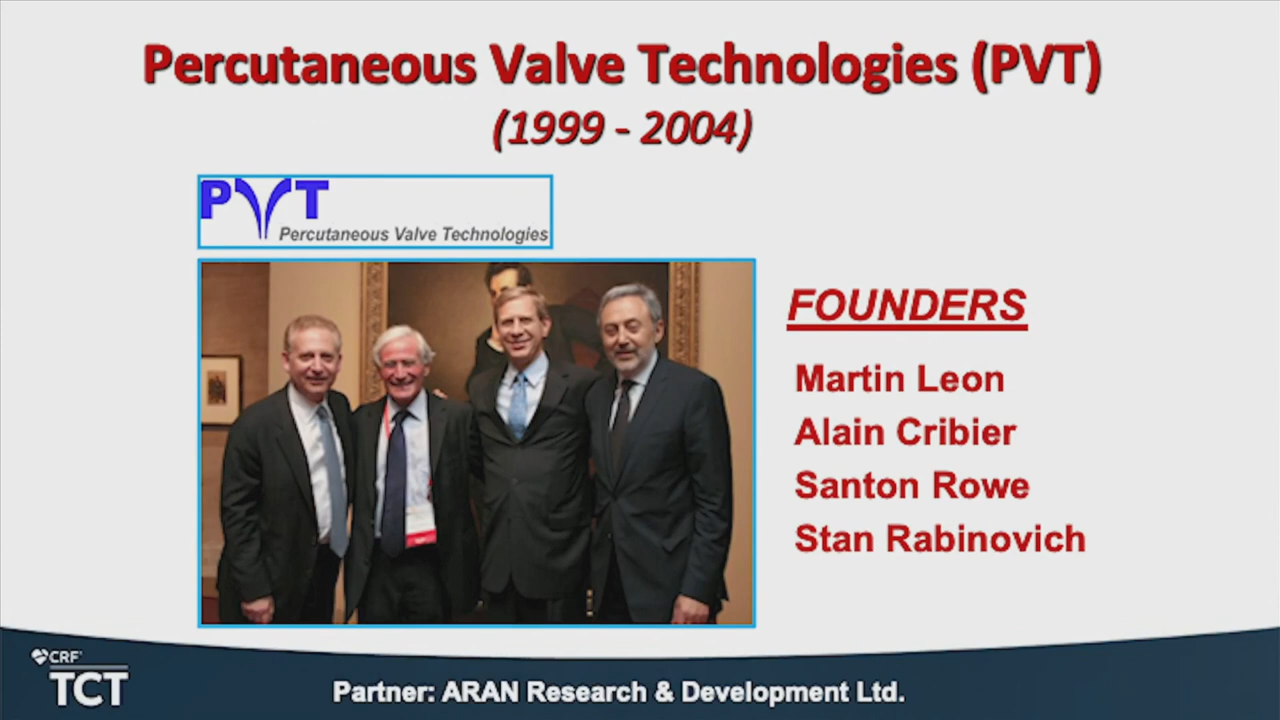 Percutaneous Valve Technologies (PVT)
(1999 - 2004)
PVT
Percutaneous Valve Technologies
FOUNDERS
Martin Leon
Alain Cribier
Santon Rowe
Stan Rabinovich
CRF
TCT
Partner: ARAN Research & Development Ltd.